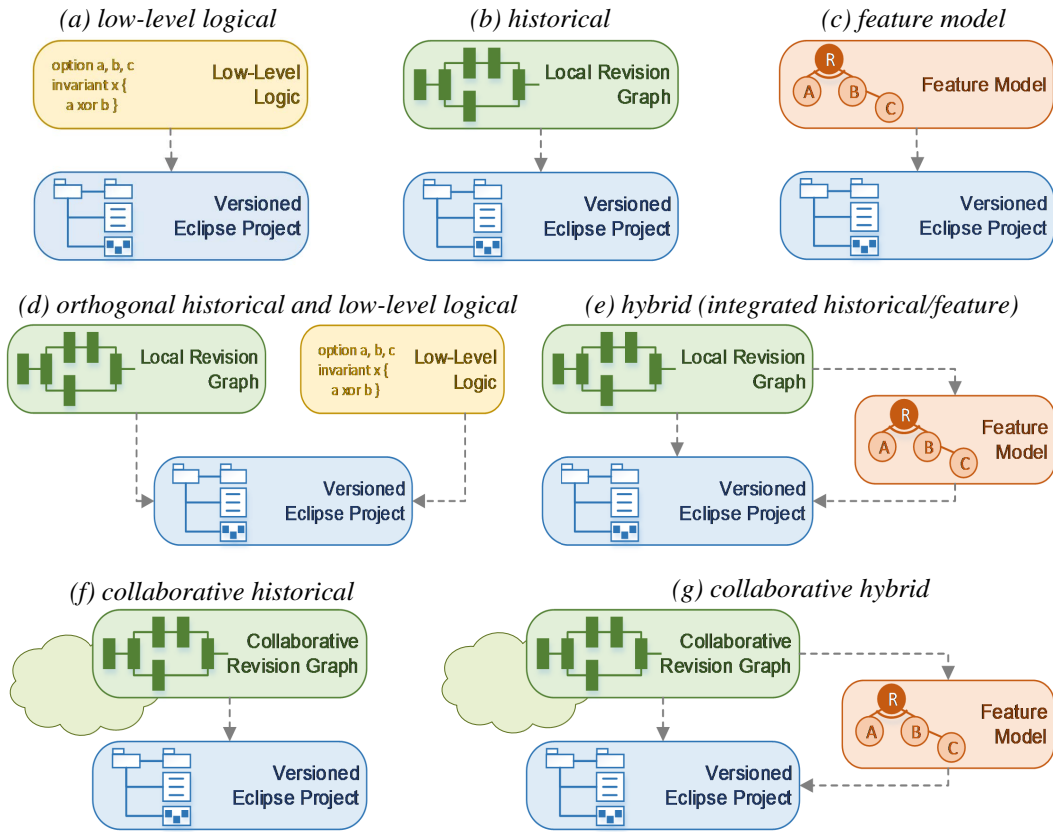 (a) low-level logical
option a, b, c
invariant x {
a xor b }
Low-Level
Logic
Versioned
Eclipse Project
(b) historical
Local Revision
Graph
Versioned
Eclipse Project
(c) feature model
R
A
B
C
Feature Model
Versioned
Eclipse Project
(d) orthogonal historical and low-level logical
Local Revision
Graph
option a, b, c
invariant x {
a xor b }
Low-Level
Logic
Versioned
Eclipse Project
(e) hybrid (integrated historical/feature)
Local Revision
Graph
R
A
B
C
Feature
Model
Versioned
Eclipse Project
(f) collaborative historical
Collaborative
Revision Graph
Versioned
Eclipse Project
(g) collaborative hybrid
Collaborative
Revision Graph
R
A
B
C
Feature
Model
Versioned
Eclipse Project